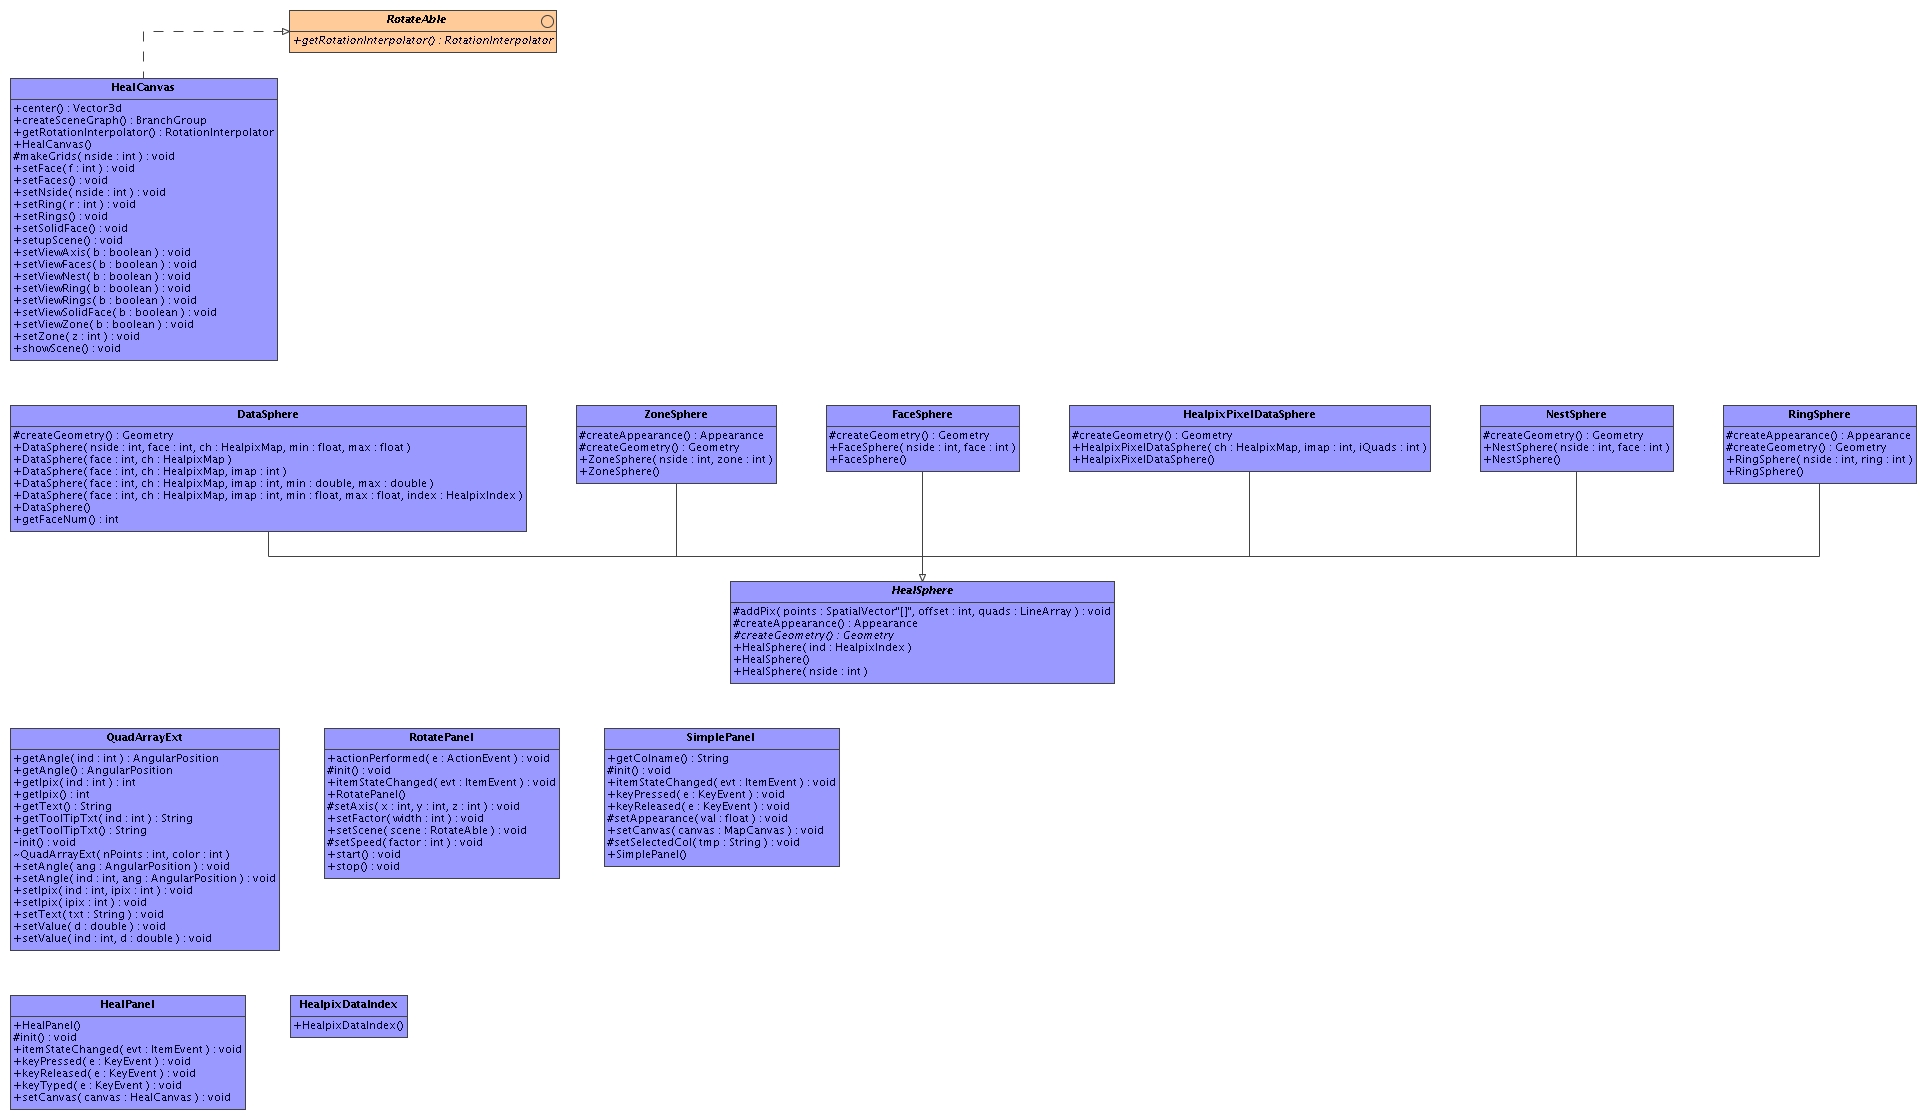 RotateAble
+getRotationInterpolator() : RotationInterpolator
HealCanvas
+center() : Vector3d
+createSceneGraph() : BranchGroup
+getRotationInterpolator() : RotationInterpolator
+HealCanvas()
#makeGrids( nside : int ) : void
+setFace( f : int ) : void
+setFaces() : void
+setNside( nside : int ) : void
+setRing( r : int ) : void
+setRings() : void
+setSolidFace() : void
+setupScene() : void
+setViewAxis( b : boolean ) : void
+setViewFaces( b : boolean ) : void
+setViewNest( b : boolean ) : void
+setViewRing( b : boolean ) : void
+setViewRings( b : boolean ) : void
+setViewSolidFace( b : boolean ) : void
+setViewZone( b : boolean ) : void
+setZone( z : int ) : void
+showScene() : void
DataSphere
#createGeometry() : Geometry
+DataSphere( nside : int, face : int, ch : HealpixMap, min : float, max : float )
+DataSphere( face : int, ch : HealpixMap )
+DataSphere( face : int, ch : HealpixMap, imap : int )
+DataSphere( face : int, ch : HealpixMap, imap : int, min : double, max : double )
+DataSphere( face : int, ch : HealpixMap, imap : int, min : float, max : float, index : HealpixIndex )
+DataSphere()
+getFaceNum() : int
ZoneSphere
#createAppearance() : Appearance
#createGeometry() : Geometry
+ZoneSphere( nside : int, zone : int )
+ZoneSphere()
FaceSphere
#createGeometry() : Geometry
+FaceSphere( nside : int, face : int )
+FaceSphere()
HealpixPixelDataSphere
#createGeometry() : Geometry
+HealpixPixelDataSphere( ch : HealpixMap, imap : int, iQuads : int )
+HealpixPixelDataSphere()
NestSphere
#createGeometry() : Geometry
+NestSphere( nside : int, face : int )
+NestSphere()
RingSphere
#createAppearance() : Appearance
#createGeometry() : Geometry
+RingSphere( nside : int, ring : int )
+RingSphere()
HealSphere
#addPix( points : SpatialVector"[]", offset : int, quads : LineArray ) : void
#createAppearance() : Appearance
#createGeometry() : Geometry
+HealSphere( ind : HealpixIndex )
+HealSphere()
+HealSphere( nside : int )
QuadArrayExt
+getAngle( ind : int ) : AngularPosition
+getAngle() : AngularPosition
+getIpix( ind : int ) : int
+getIpix() : int
+getText() : String
+getToolTipTxt( ind : int ) : String
+getToolTipTxt() : String
-init() : void
~QuadArrayExt( nPoints : int, color : int )
+setAngle( ang : AngularPosition ) : void
+setAngle( ind : int, ang : AngularPosition ) : void
+setIpix( ind : int, ipix : int ) : void
+setIpix( ipix : int ) : void
+setText( txt : String ) : void
+setValue( d : double ) : void
+setValue( ind : int, d : double ) : void
RotatePanel
+actionPerformed( e : ActionEvent ) : void
#init() : void
+itemStateChanged( evt : ItemEvent ) : void
+RotatePanel()
#setAxis( x : int, y : int, z : int ) : void
+setFactor( width : int ) : void
+setScene( scene : RotateAble ) : void
#setSpeed( factor : int ) : void
+start() : void
+stop() : void
SimplePanel
+getColname() : String
#init() : void
+itemStateChanged( evt : ItemEvent ) : void
+keyPressed( e : KeyEvent ) : void
+keyReleased( e : KeyEvent ) : void
#setAppearance( val : float ) : void
+setCanvas( canvas : MapCanvas ) : void
#setSelectedCol( tmp : String ) : void
+SimplePanel()
HealPanel
+HealPanel()
#init() : void
+itemStateChanged( evt : ItemEvent ) : void
+keyPressed( e : KeyEvent ) : void
+keyReleased( e : KeyEvent ) : void
+keyTyped( e : KeyEvent ) : void
+setCanvas( canvas : HealCanvas ) : void
HealpixDataIndex
+HealpixDataIndex()